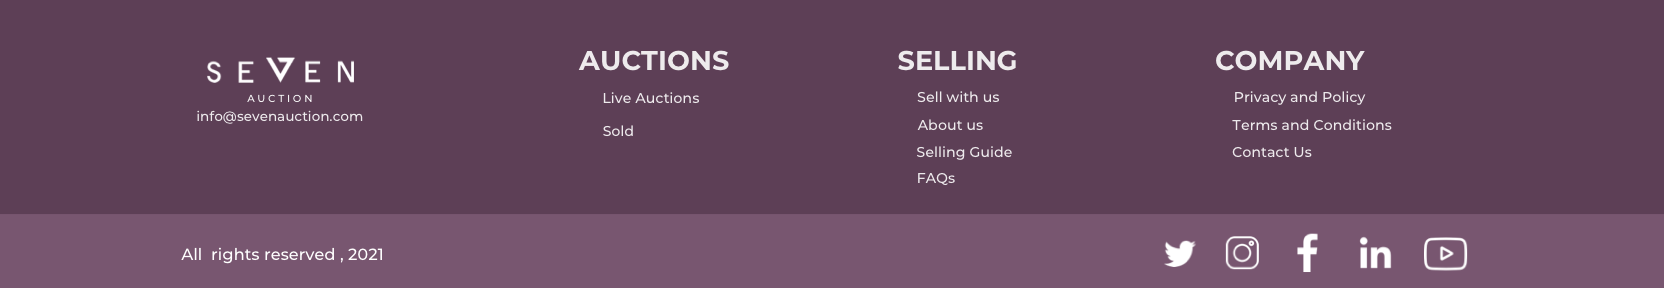 SEVEN
AUCTION
info@sevenauction.com
AUCTIONS
Live Auctions
Sold
SELLING
Sell with us
About us
Selling Guide
FAQs
COMPANY
Privacy and Policy
Terms and Conditions
Contact Us
All  rights reserved , 2021